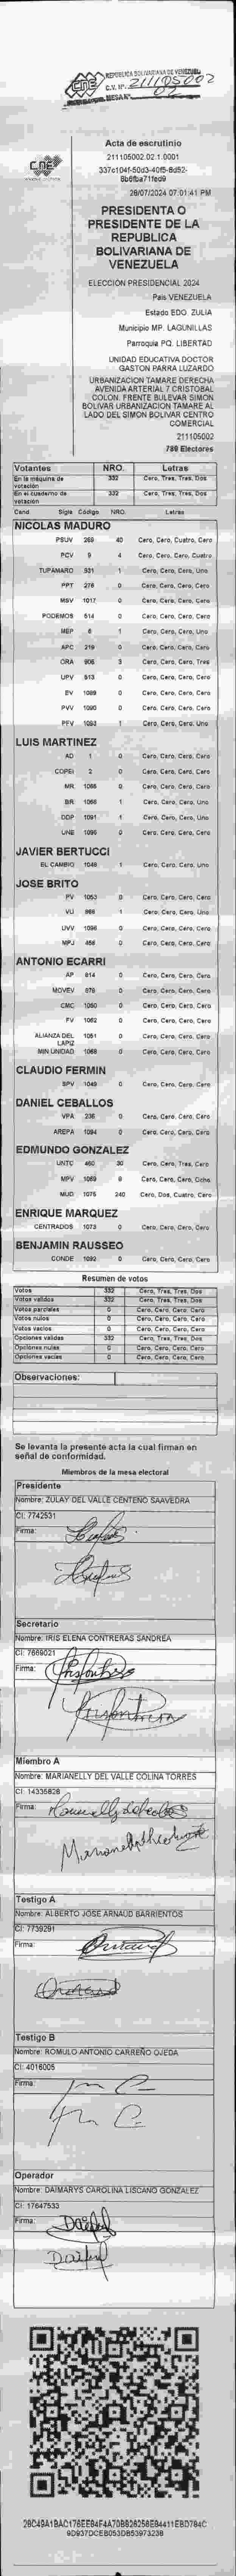 REPUBLICA BOLIVARIANA DE VENEZUELA
C.V. Nº 211105002
MESA Nº 02
CNE
Acta de escrutinio
211105002.02.1.0001
28/07/2024 07:01:41 PM
PRESIDENTA O
PRESIDENTE DE LA
REPUBLICA
BOLIVARIANA DE
VENEZUELA
ELECCIÓN PRESIDENCIAL 2024
País VENEZUELA
Estado EDO. ZULIA
Municipio MP. LAGUNILLAS
Parroquia PQ. LIBERTAD
UNIDAD EDUCATIVA DOCTOR
GASTON PARRA LUZARDO
URBANIZACION TAMARE DERECHA
AVENIDA ARTERIAL 7 CRISTOBAL
COLON. FRENTE BULEVAR SIMON
BOLIVAR URBANIZACION TAMARE AL
LADO DEL SIMON BOLIVAR CENTRO
COMERCIAL
211105002
789 Electores
Votantes NRO. Letras
En la máquina de votación 332 Cero, Tres, Tres, Dos
En el cuaderno de votación 332 Cero, Tres, Tres, Dos
Cand Sigla Código NRO. Letras
NICOLAS MADURO
PSUV 269 40 Cero, Cero, Cuatro, Cero
PCV 9 4 Cero, Cero, Cero, Cuatro
TUPAMARO 531 1 Cero, Cero, Cero, Uno
PPT 276 0 Cero, Cero, Cero, Cero
MSV 1017 0 Cero, Cero, Cero, Cero
PODEMOS 514 0 Cero, Cero, Cero, Cero
MEP 6 1 Cero, Cero, Cero, Uno
APC 219 0 Cero, Cero, Cero, Cero
ORA 906 3 Cero, Cero, Cero, Tres
UPV 513 0 Cero, Cero, Cero, Cero
EV 1089 0 Cero, Cero, Cero, Cero
PVV 1090 0 Cero, Cero, Cero, Cero
PFV 1093 1 Cero, Cero, Cero, Uno
LUIS MARTINEZ
AD 1 0 Cero, Cero, Cero, Cero
COPEI 2 0 Cero, Cero, Cero, Cero
MR 1066 0 Cero, Cero, Cero, Cero
BR 1068 1 Cero, Cero, Cero, Uno
DDP 1091 1 Cero, Cero, Cero, Uno
UNE 1095 0 Cero, Cero, Cero, Cero
JAVIER BERTUCCI
EL CAMBIO 1048 1 Cero, Cero, Cero, Uno
JOSE BRITO
PV 1053 0 Cero, Cero, Cero, Cero
VU 966 1 Cero, Cero, Cero, Uno
UVV 1096 0 Cero, Cero, Cero, Cero
MPJ 456 0 Cero, Cero, Cero, Cero
ANTONIO ECARRI
AP 814 0 Cero, Cero, Cero, Cero
MOVEV 979 0 Cero, Cero, Cero, Cero
CMC 1050 0 Cero, Cero, Cero, Cero
FV 1062 0 Cero, Cero, Cero, Cero
ALIANZA DEL LAPIZ 1051 0 Cero, Cero, Cero, Cero
MIN UNIDAD 1068 0 Cero, Cero, Cero, Cero
CLAUDIO FERMIN
SPV 1049 0 Cero, Cero, Cero, Cero
DANIEL CEBALLOS
VPA 236 0 Cero, Cero, Cero, Cero
AREPA 1094 0 Cero, Cero, Cero, Cero
EDMUNDO GONZALEZ
UNTC 460 30 Cero, Cero, Tres, Cero
MPV 1069 8 Cero, Cero, Cero, Ocho
MUD 1075 240 Cero, Dos, Cuatro, Cero
ENRIQUE MARQUEZ
CENTRADOS 1073 0 Cero, Cero, Cero, Cero
BENJAMIN RAUSSEO
CONDE 1092 0 Cero, Cero, Cero, Cero
Resumen de votos
Votos 332 Cero, Tres, Tres, Dos
Votos validos 332 Cero, Tres, Tres, Dos
Votos parciales 0 Cero, Cero, Cero, Cero
Votos nulos 0 Cero, Cero, Cero, Cero
Votos vacios 0 Cero, Cero, Cero, Cero
Opciones validas 332 Cero, Tres, Tres, Dos
Opciones nulas 0 Cero, Cero, Cero, Cero
Opciones vacias 0 Cero, Cero, Cero, Cero
Observaciones:
Se levanta la presente acta la cual firman en
señal de conformidad.
Miembros de la mesa electoral
Presidente
Nombre: ZULAY DEL VALLE CENTENO SAAVEDRA
CI: 7742531
Firma:
Secretario
Nombre: IRIS ELENA CONTRERAS SANDREA
CI: 7669021
Firma:
Miembro A
Nombre: MARIANELLY DEL VALLE COLINA TORRES
CI: 14335828
Firma:
Testigo A
Nombre: ALBERTO JOSE ARNAUD BARRIENTOS
CI: 7739291
Firma:
Testigo B
Nombre: ROMULO ANTONIO CARREÑO OJEDA
CI: 4016005
Firma:
Operador
Nombre: DAIMARYS CAROLINA LISCANO GONZALEZ
CI: 17647533
Firma: